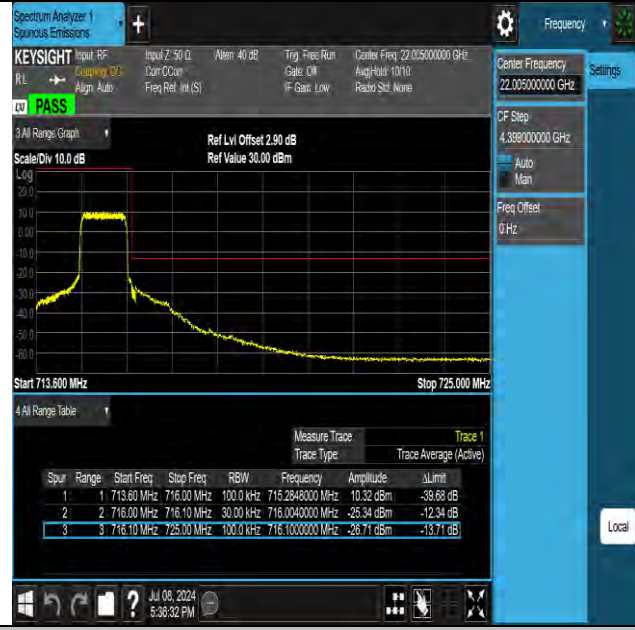 Spectrum Analyzer 1
Spurious Emissions
Frequency
KEYSIGHT Input: RF Input Z: 50 Ω Atten: 40 dB Trig: Free Run Center Freq: 22.005000000 GHz
RL Coupling: DC Corr CCorr Gate: Off Avg|Hold: 10/10
Align: Auto Freq Ref: Int (S) IF Gain: Low Radio Std: None
LXI PASS
Center Frequency
22.005000000 GHz
Settings
CF Step
4.399000000 GHz
Auto
Man
Freq Offset
0 Hz
3 All Range Graph
Ref Lvl Offset 2.90 dB
Scale/Div 10.0 dB Ref Value 30.00 dBm
Log
20.0
10.0
0.00
-10.0
-20.0
-30.0
-40.0
-50.0
-60.0
Start 713.600 MHz Stop 725.000 MHz
4 All Range Table
Measure Trace Trace 1
Trace Type Trace Average (Active)
Spur Range Start Freq Stop Freq RBW Frequency Amplitude ΔLimit
1 1 713.60 MHz 716.00 MHz 100.0 kHz 715.2848000 MHz 10.32 dBm -39.68 dB
2 2 716.00 MHz 716.10 MHz 30.00 kHz 716.0040000 MHz -25.34 dBm -12.34 dB
3 3 716.10 MHz 725.00 MHz 100.0 kHz 716.1000000 MHz -26.71 dBm -13.71 dB
Local
Jul 08, 2024
5:36:32 PM